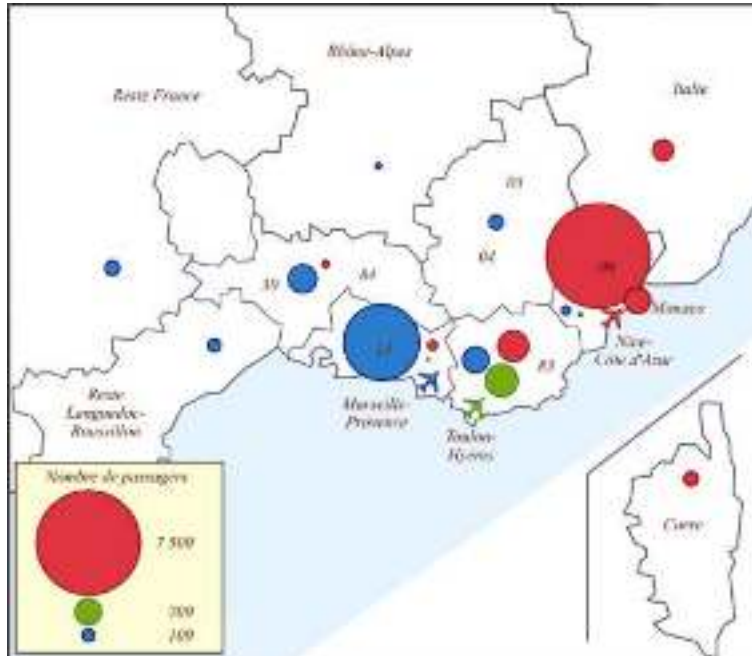 Rhône-Alpes
Reste France
Italie
05
04
84
30
06
13
83
Monaco
Nice-
Côte d'Azur
Reste
Languedoc-
Roussillon
Marseille-
Provence
Toulon-
Hyères
Nombre de passagers
7 500
100
Corse